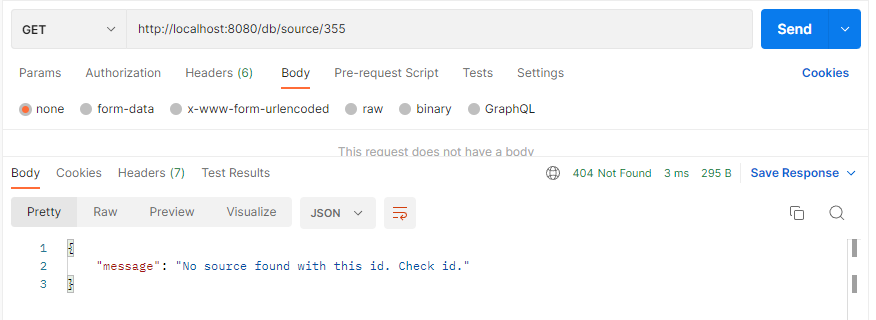 GET http://localhost:8080/db/source/355 Send
Params Authorization Headers (6) Body Pre-request Script Tests Settings Cookies
none form-data x-www-form-urlencoded raw binary GraphQL
This request does not have a body
Body Cookies Headers (7) Test Results 404 Not Found 3 ms 295 B Save Response
Pretty Raw Preview Visualize JSON
1 {
2 "message": "No source found with this id. Check id."
3 }